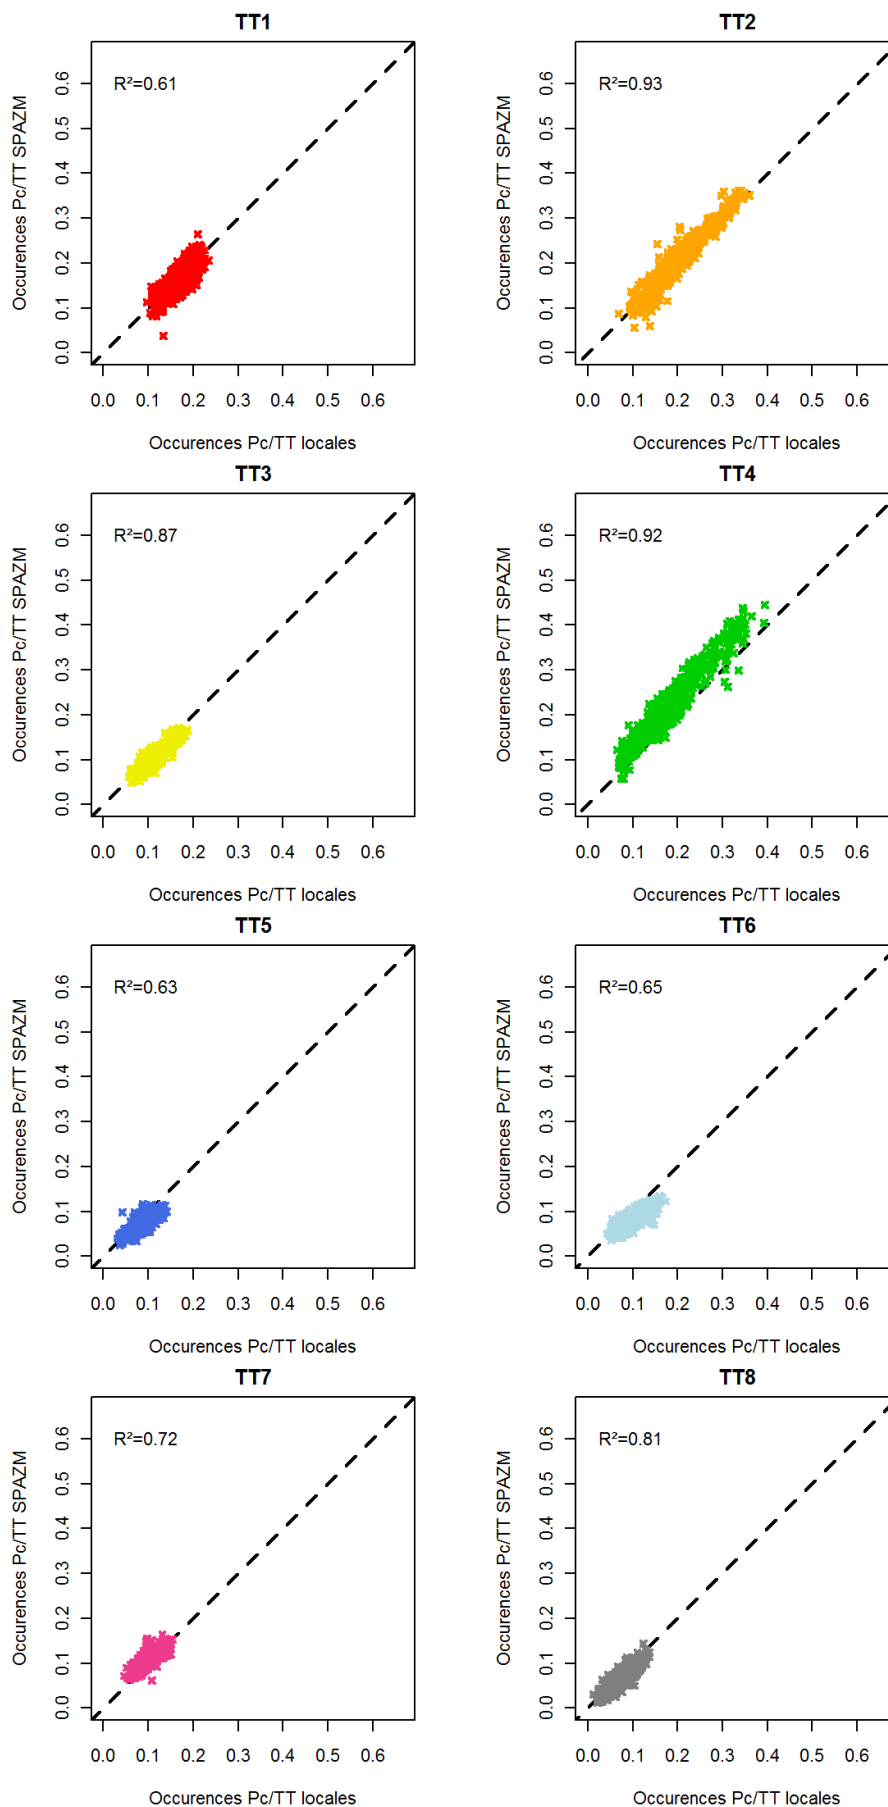 TT1
TT2
R²=0.61
R²=0.93
Occurences Pc/TT SPAZM
0.0 0.1 0.2 0.3 0.4 0.5 0.6
0.0 0.1 0.2 0.3 0.4 0.5 0.6
Occurences Pc/TT locales
Occurences Pc/TT SPAZM
0.0 0.1 0.2 0.3 0.4 0.5 0.6
0.0 0.1 0.2 0.3 0.4 0.5 0.6
Occurences Pc/TT locales
TT3
TT4
R²=0.87
R²=0.92
Occurences Pc/TT SPAZM
0.0 0.1 0.2 0.3 0.4 0.5 0.6
0.0 0.1 0.2 0.3 0.4 0.5 0.6
Occurences Pc/TT locales
Occurences Pc/TT SPAZM
0.0 0.1 0.2 0.3 0.4 0.5 0.6
0.0 0.1 0.2 0.3 0.4 0.5 0.6
Occurences Pc/TT locales
TT5
TT6
R²=0.63
R²=0.65
Occurences Pc/TT SPAZM
0.0 0.1 0.2 0.3 0.4 0.5 0.6
0.0 0.1 0.2 0.3 0.4 0.5 0.6
Occurences Pc/TT locales
Occurences Pc/TT SPAZM
0.0 0.1 0.2 0.3 0.4 0.5 0.6
0.0 0.1 0.2 0.3 0.4 0.5 0.6
Occurences Pc/TT locales
TT7
TT8
R²=0.72
R²=0.81
Occurences Pc/TT SPAZM
0.0 0.1 0.2 0.3 0.4 0.5 0.6
0.0 0.1 0.2 0.3 0.4 0.5 0.6
Occurences Pc/TT locales
Occurences Pc/TT SPAZM
0.0 0.1 0.2 0.3 0.4 0.5 0.6
0.0 0.1 0.2 0.3 0.4 0.5 0.6
Occurences Pc/TT locales